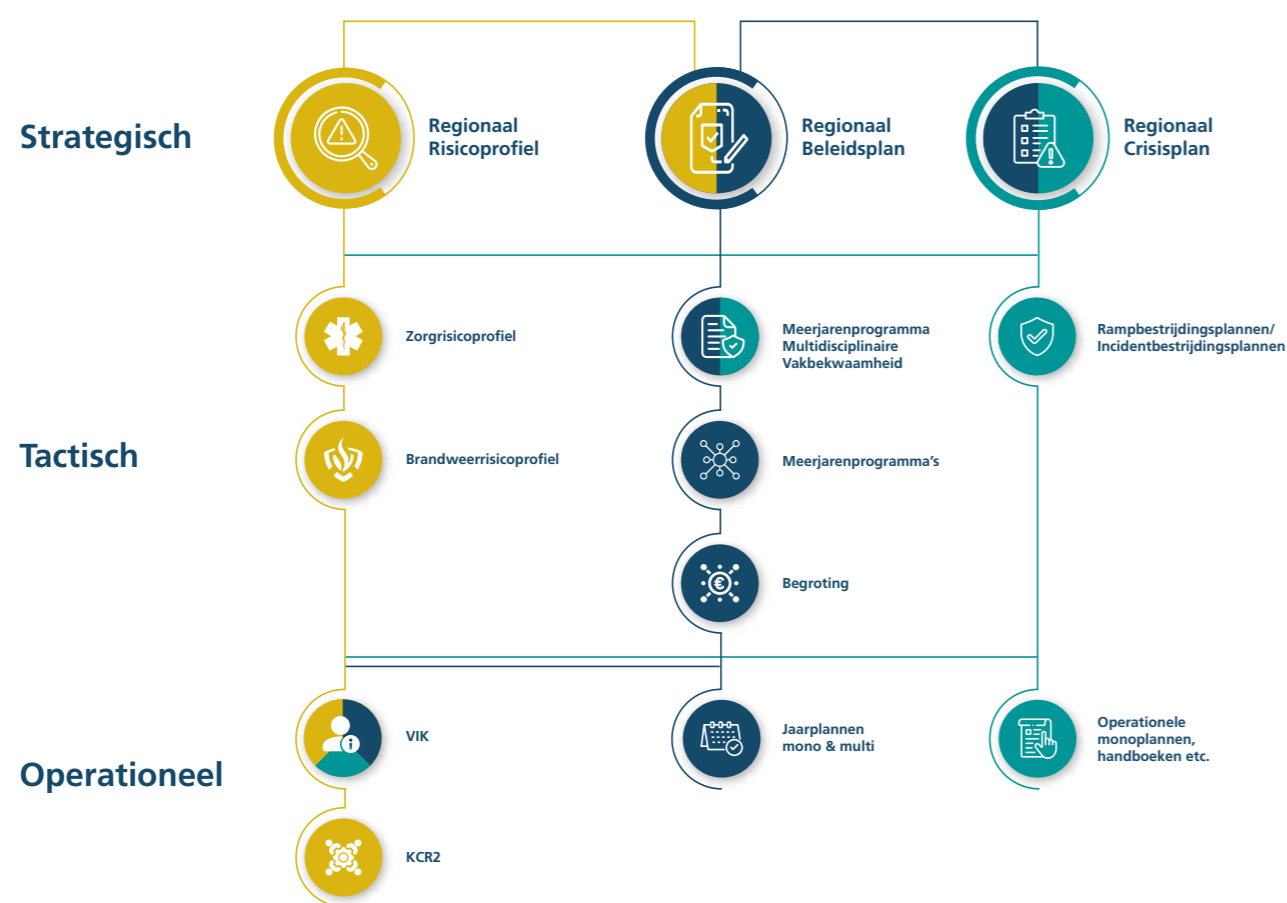 Strategisch
Regionaal
Risicoprofiel
Regionaal
Beleidsplan
Regionaal
Crisisplan
Tactisch
Zorgrisicoprofiel
Meerjarenprogramma
Multidisciplinaire
Vakbekwaamheid
Rampbestrijdingsplannen/
Incidentbestrijdingsplannen
Brandweerrisicoprofiel
Meerjarenprogramma’s
€
Begroting
Operationeel
VIK
Jaarplannen
mono & multi
Operationele
monoplannen,
handboeken etc.
KCR2